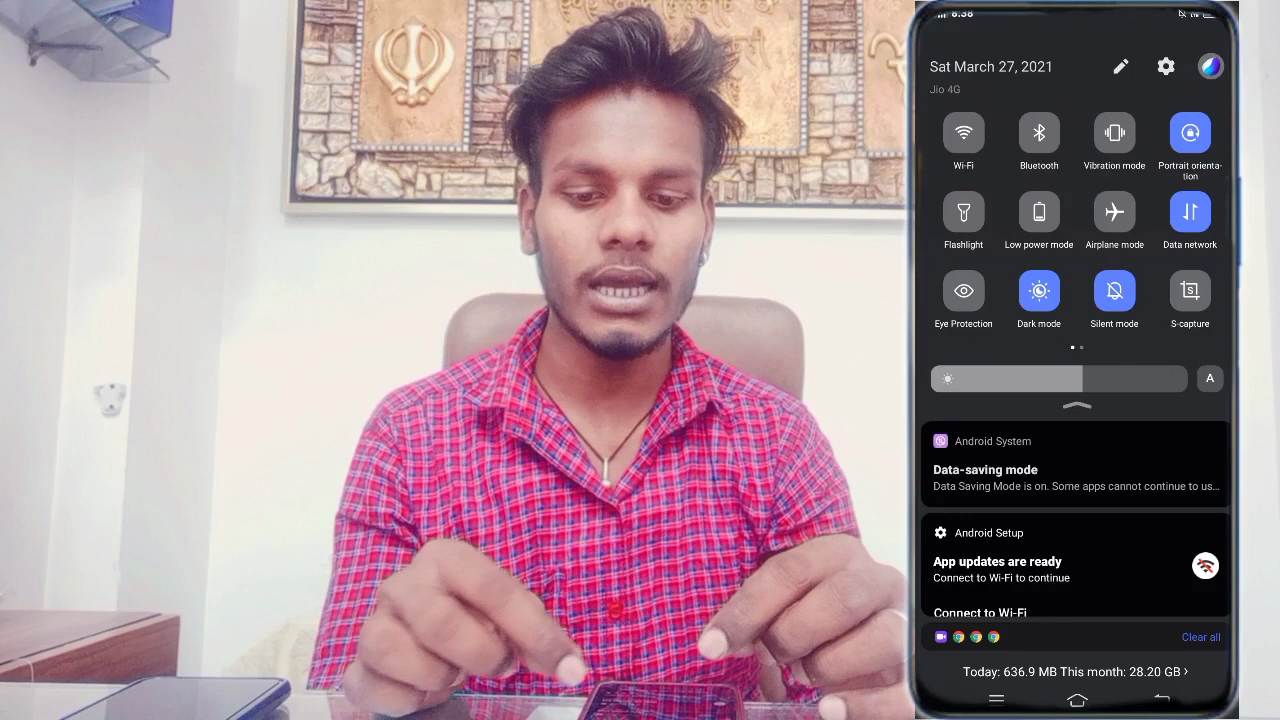 8:38
Sat March 27, 2021
Jio 4G
Wi-Fi
Bluetooth
Vibration mode
Portrait orienta-
tion
Flashlight
Low power mode
Airplane mode
Data network
Eye Protection
Dark mode
Silent mode
S-capture
A
Android System
Data-saving mode
Data Saving Mode is on. Some apps cannot continue to us...
Android Setup
App updates are ready
Connect to Wi-Fi to continue
Connect to Wi-Fi
Clear all
Today: 636.9 MB This month: 28.20 GB ›